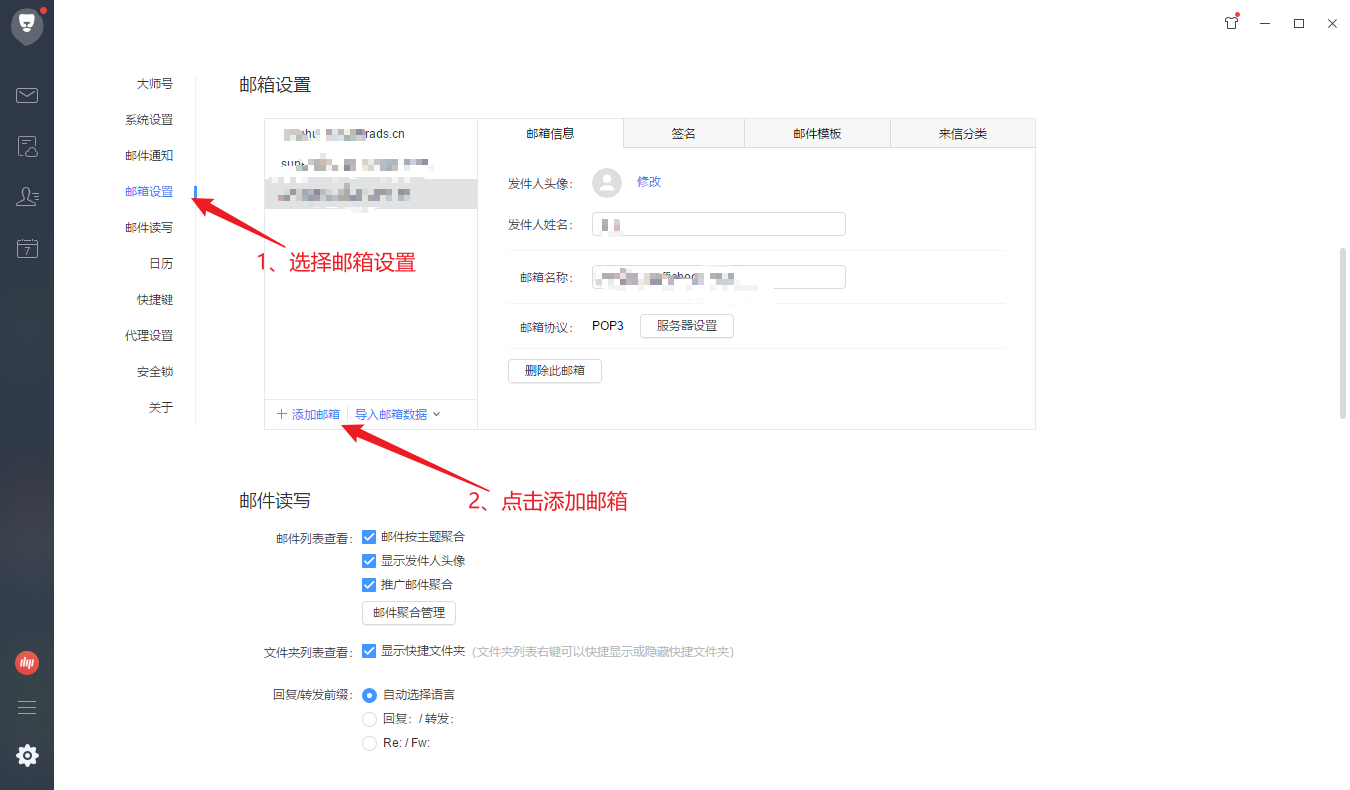 大师号
系统设置
邮件通知
邮箱设置
邮件读写
日历
快捷键
代理设置
安全锁
关于
7
邮箱设置
rads.cn
邮箱信息
签名
邮件模板
来信分类
发件人头像:
修改
发件人姓名:
邮箱名称:
邮箱协议:
POP3
服务器设置
删除此邮箱
添加邮箱
导入邮箱数据
1、选择邮箱设置
2、点击添加邮箱
邮件读写
邮件列表查看:
邮件按主题聚合
显示发件人头像
推广邮件聚合
邮件聚合管理
文件夹列表查看:
显示快捷文件夹 (文件夹列表右键可以快捷显示或隐藏快捷文件夹)
回复/转发前缀:
自动选择语言
回复: / 转发:
Re: / Fw: